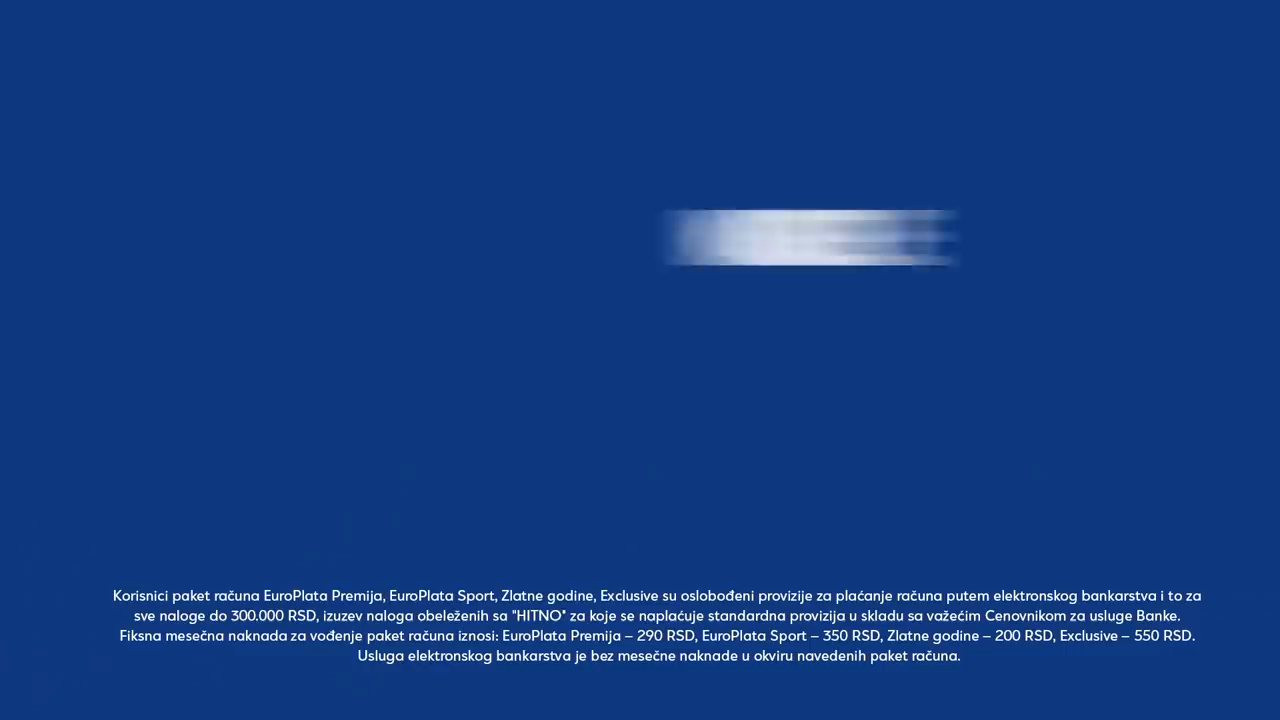 Korisnici paket računa EuroPlata Premija, EuroPlata Sport, Zlatne godine, Exclusive su oslobođeni provizije za plaćanje računa putem elektronskog bankarstva i to za
sve naloge do 300.000 RSD, izuzev naloga obeleženih sa "HITNO" za koje se naplaćuje standardna provizija u skladu sa važećim Cenovnikom za usluge Banke.
Fiksna mesečna naknada za vođenje paket računa iznosi: EuroPlata Premija – 290 RSD, EuroPlata Sport – 350 RSD, Zlatne godine – 200 RSD, Exclusive – 550 RSD.
Usluga elektronskog bankarstva je bez mesečne naknade u okviru navedenih paket računa.